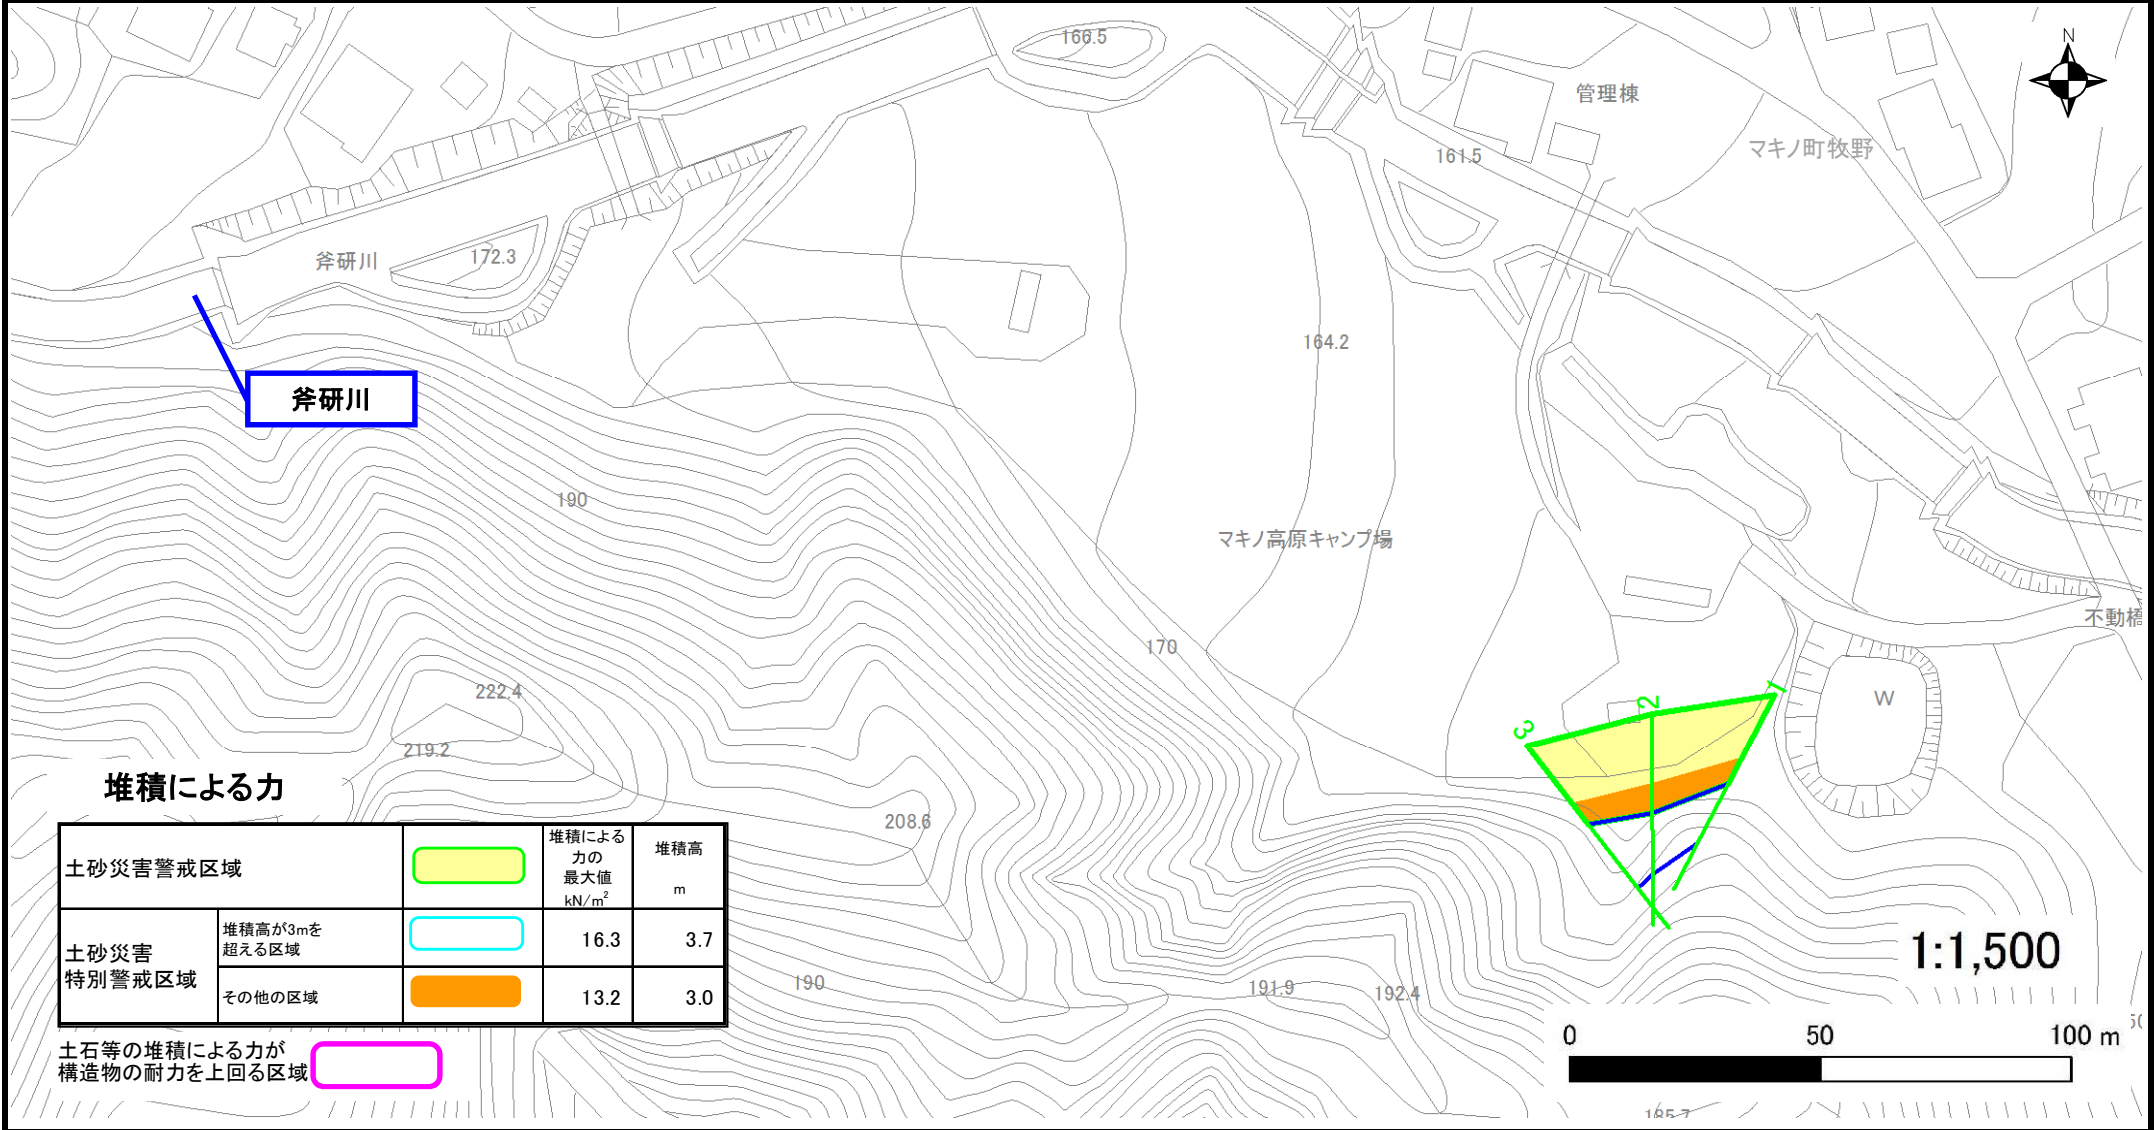 166.5
N
管理棟
マキノ町牧野
161.5
斧研川
172.3
164.2
斧研川
190
マキノ高原キャンプ場
不動橋
170
222.4
W
1
2
3
219.2
208.6
堆積による力
堆積による
力の
最大値
kN/m²
堆積高
m
土砂災害警戒区域
土砂災害
特別警戒区域
堆積高が3mを
超える区域
16.3
3.7
その他の区域
13.2
3.0
土石等の堆積による力が
構造物の耐力を上回る区域
190
191.9
192.4
1:1,500
0
50
100 m